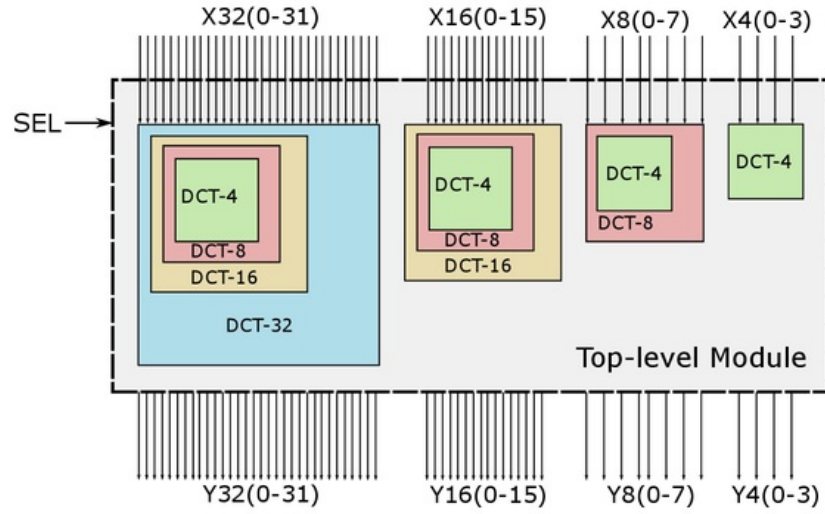 X32(0-31)
X16(0-15)
X8(0-7)
X4(0-3)
SEL
DCT-4
DCT-8
DCT-16
DCT-32
DCT-4
DCT-8
DCT-16
DCT-4
DCT-8
DCT-4
Top-level Module
Y32(0-31)
Y16(0-15)
Y8(0-7)
Y4(0-3)